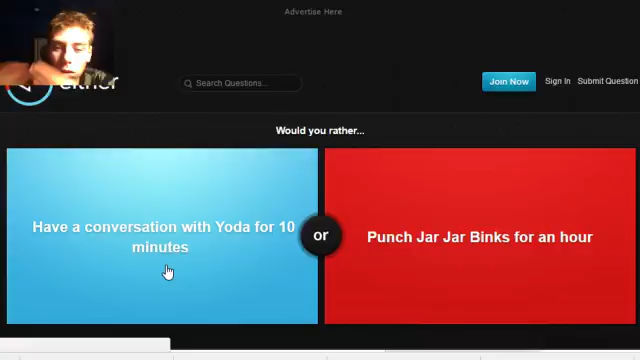 Advertise Here
either
Search Questions...
Join Now
Sign In
Submit Question
Would you rather...
Have a conversation with Yoda for 10
minutes
or
Punch Jar Jar Binks for an hour